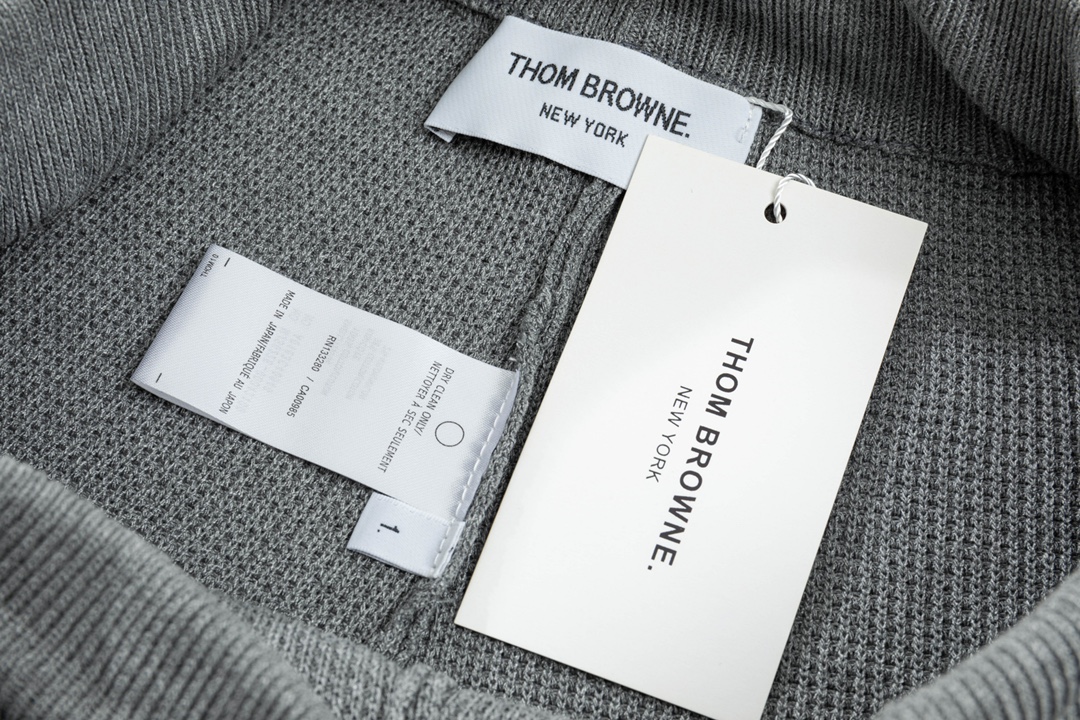 THOM BROWNE.
NEW YORK
THOM BROWNE.
NEW YORK
DRY CLEAN ONLY/
NETTOYER A SEC SEULEMENT
RN133280 / CA00985
MADE IN JAPAN/FABRIQUE AU JAPON
1.